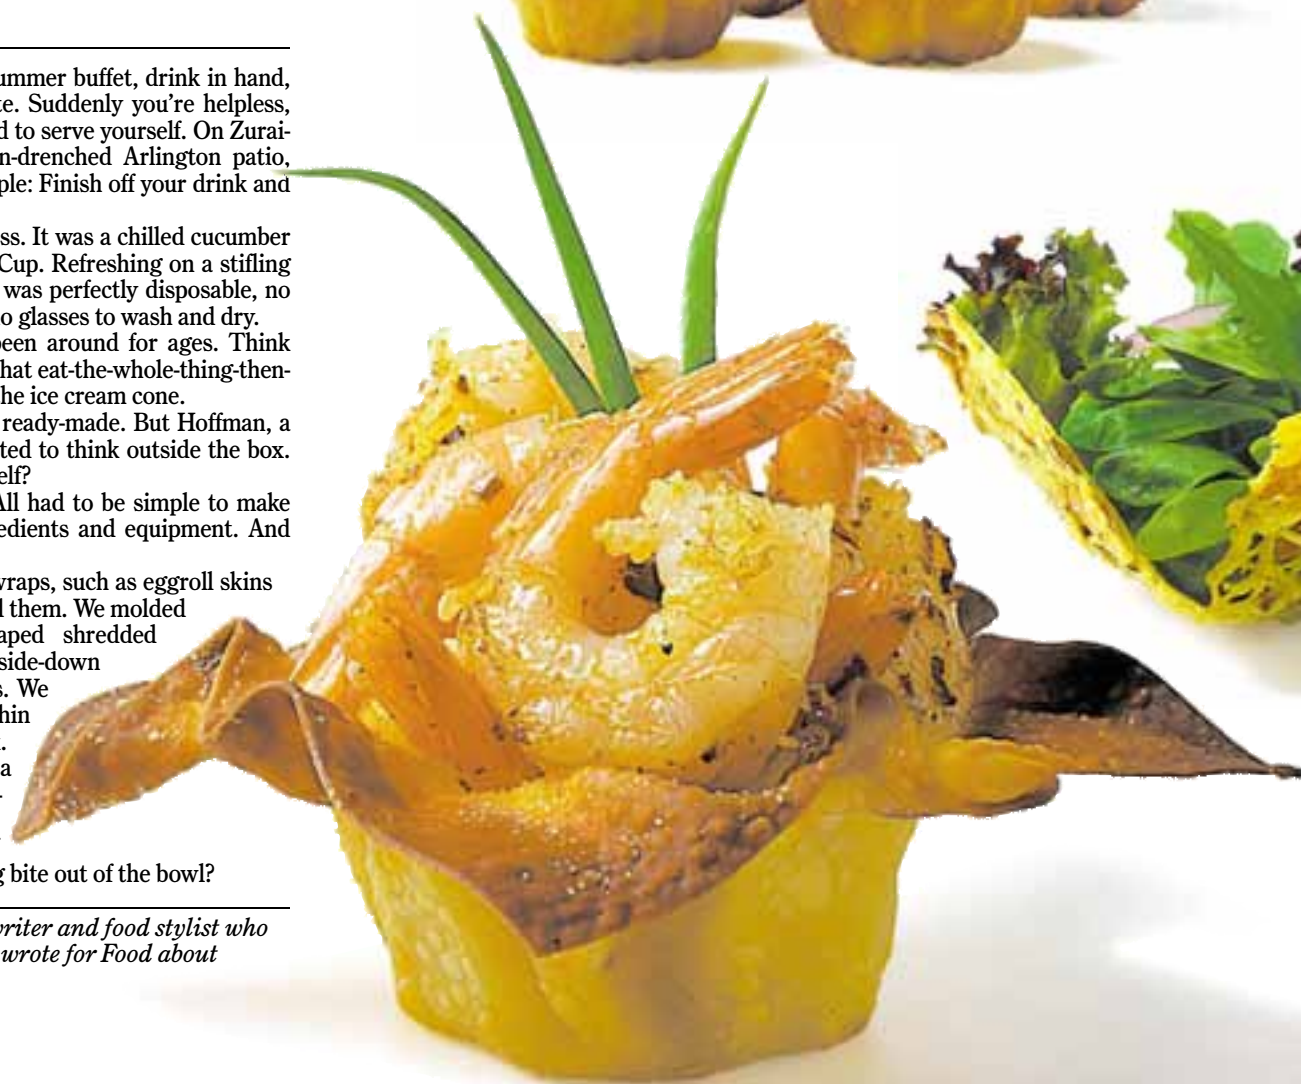 ummer buffet, drink in hand,
te. Suddenly you're helpless,
d to serve yourself. On Zurai-
n-drenched Arlington patio,
ple: Finish off your drink and
ss. It was a chilled cucumber
Cup. Refreshing on a stifling
was perfectly disposable, no
o glasses to wash and dry.
been around for ages. Think
hat eat-the-whole-thing-then-
he ice cream cone.
ready-made. But Hoffman, a
ted to think outside the box.
elf?
All had to be simple to make
edients and equipment. And
wraps, such as eggroll skins
l them. We molded
aped shredded
side-down
s. We
hin
a
g bite out of the bowl?
writer and food stylist who
wrote for Food about